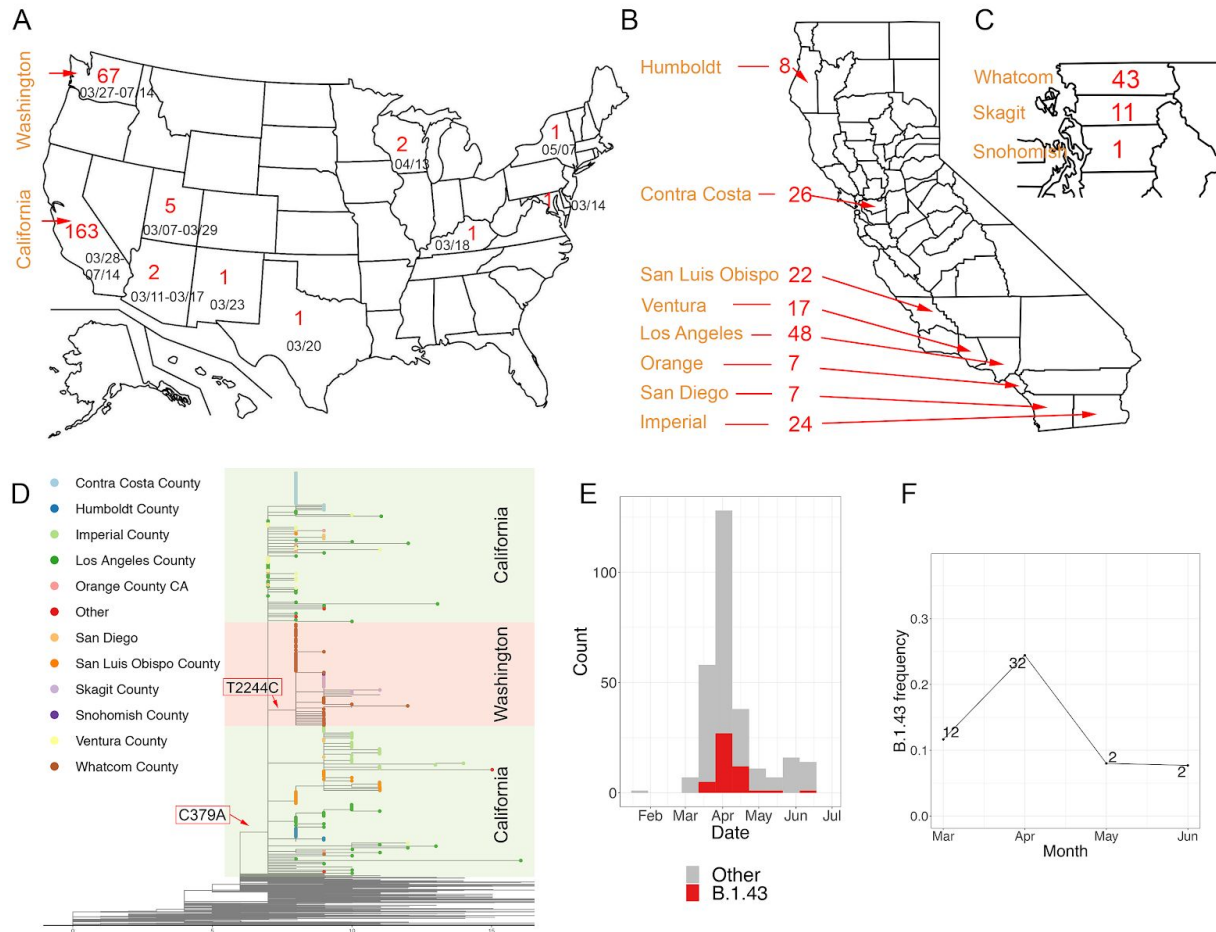 A
Washington
California
67
03/27-07/14
163
03/28-
07/14
5
03/07-03/29
2
03/11-03/17
1
03/23
1
03/20
2
04/13
1
05/07
1
03/14
1
03/18
B
Humboldt 8
Contra Costa 26
San Luis Obispo 22
Ventura 17
Los Angeles 48
Orange 7
San Diego 7
Imperial 24
C
Whatcom 43
Skagit 11
Snohomish 1
D
Contra Costa County
Humboldt County
Imperial County
Los Angeles County
Orange County CA
Other
San Diego
San Luis Obispo County
Skagit County
Snohomish County
Ventura County
Whatcom County
California
Washington
California
T2244C
C379A
0 5 10 15
E
Count
100
50
0
Feb Mar Apr May Jun Jul
Date
Other
B.1.43
F
B.1.43 frequency
0.3
0.2
0.1
0.0
12
32
2
2
Mar Apr May Jun
Month